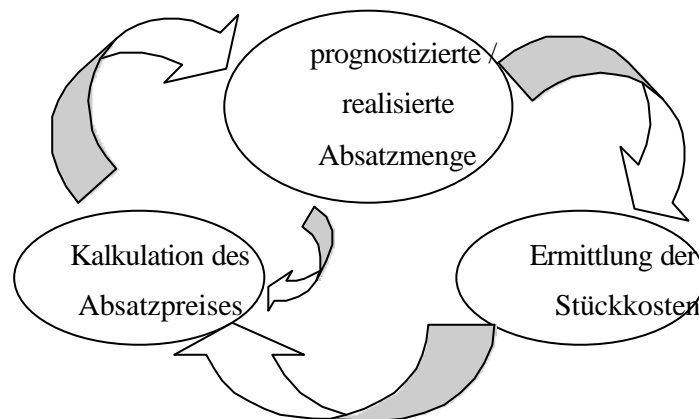 prognostizierte /
realisierte
Absatzmenge
Kalkulation des
Absatzpreises
Ermittlung der
Stückkosten